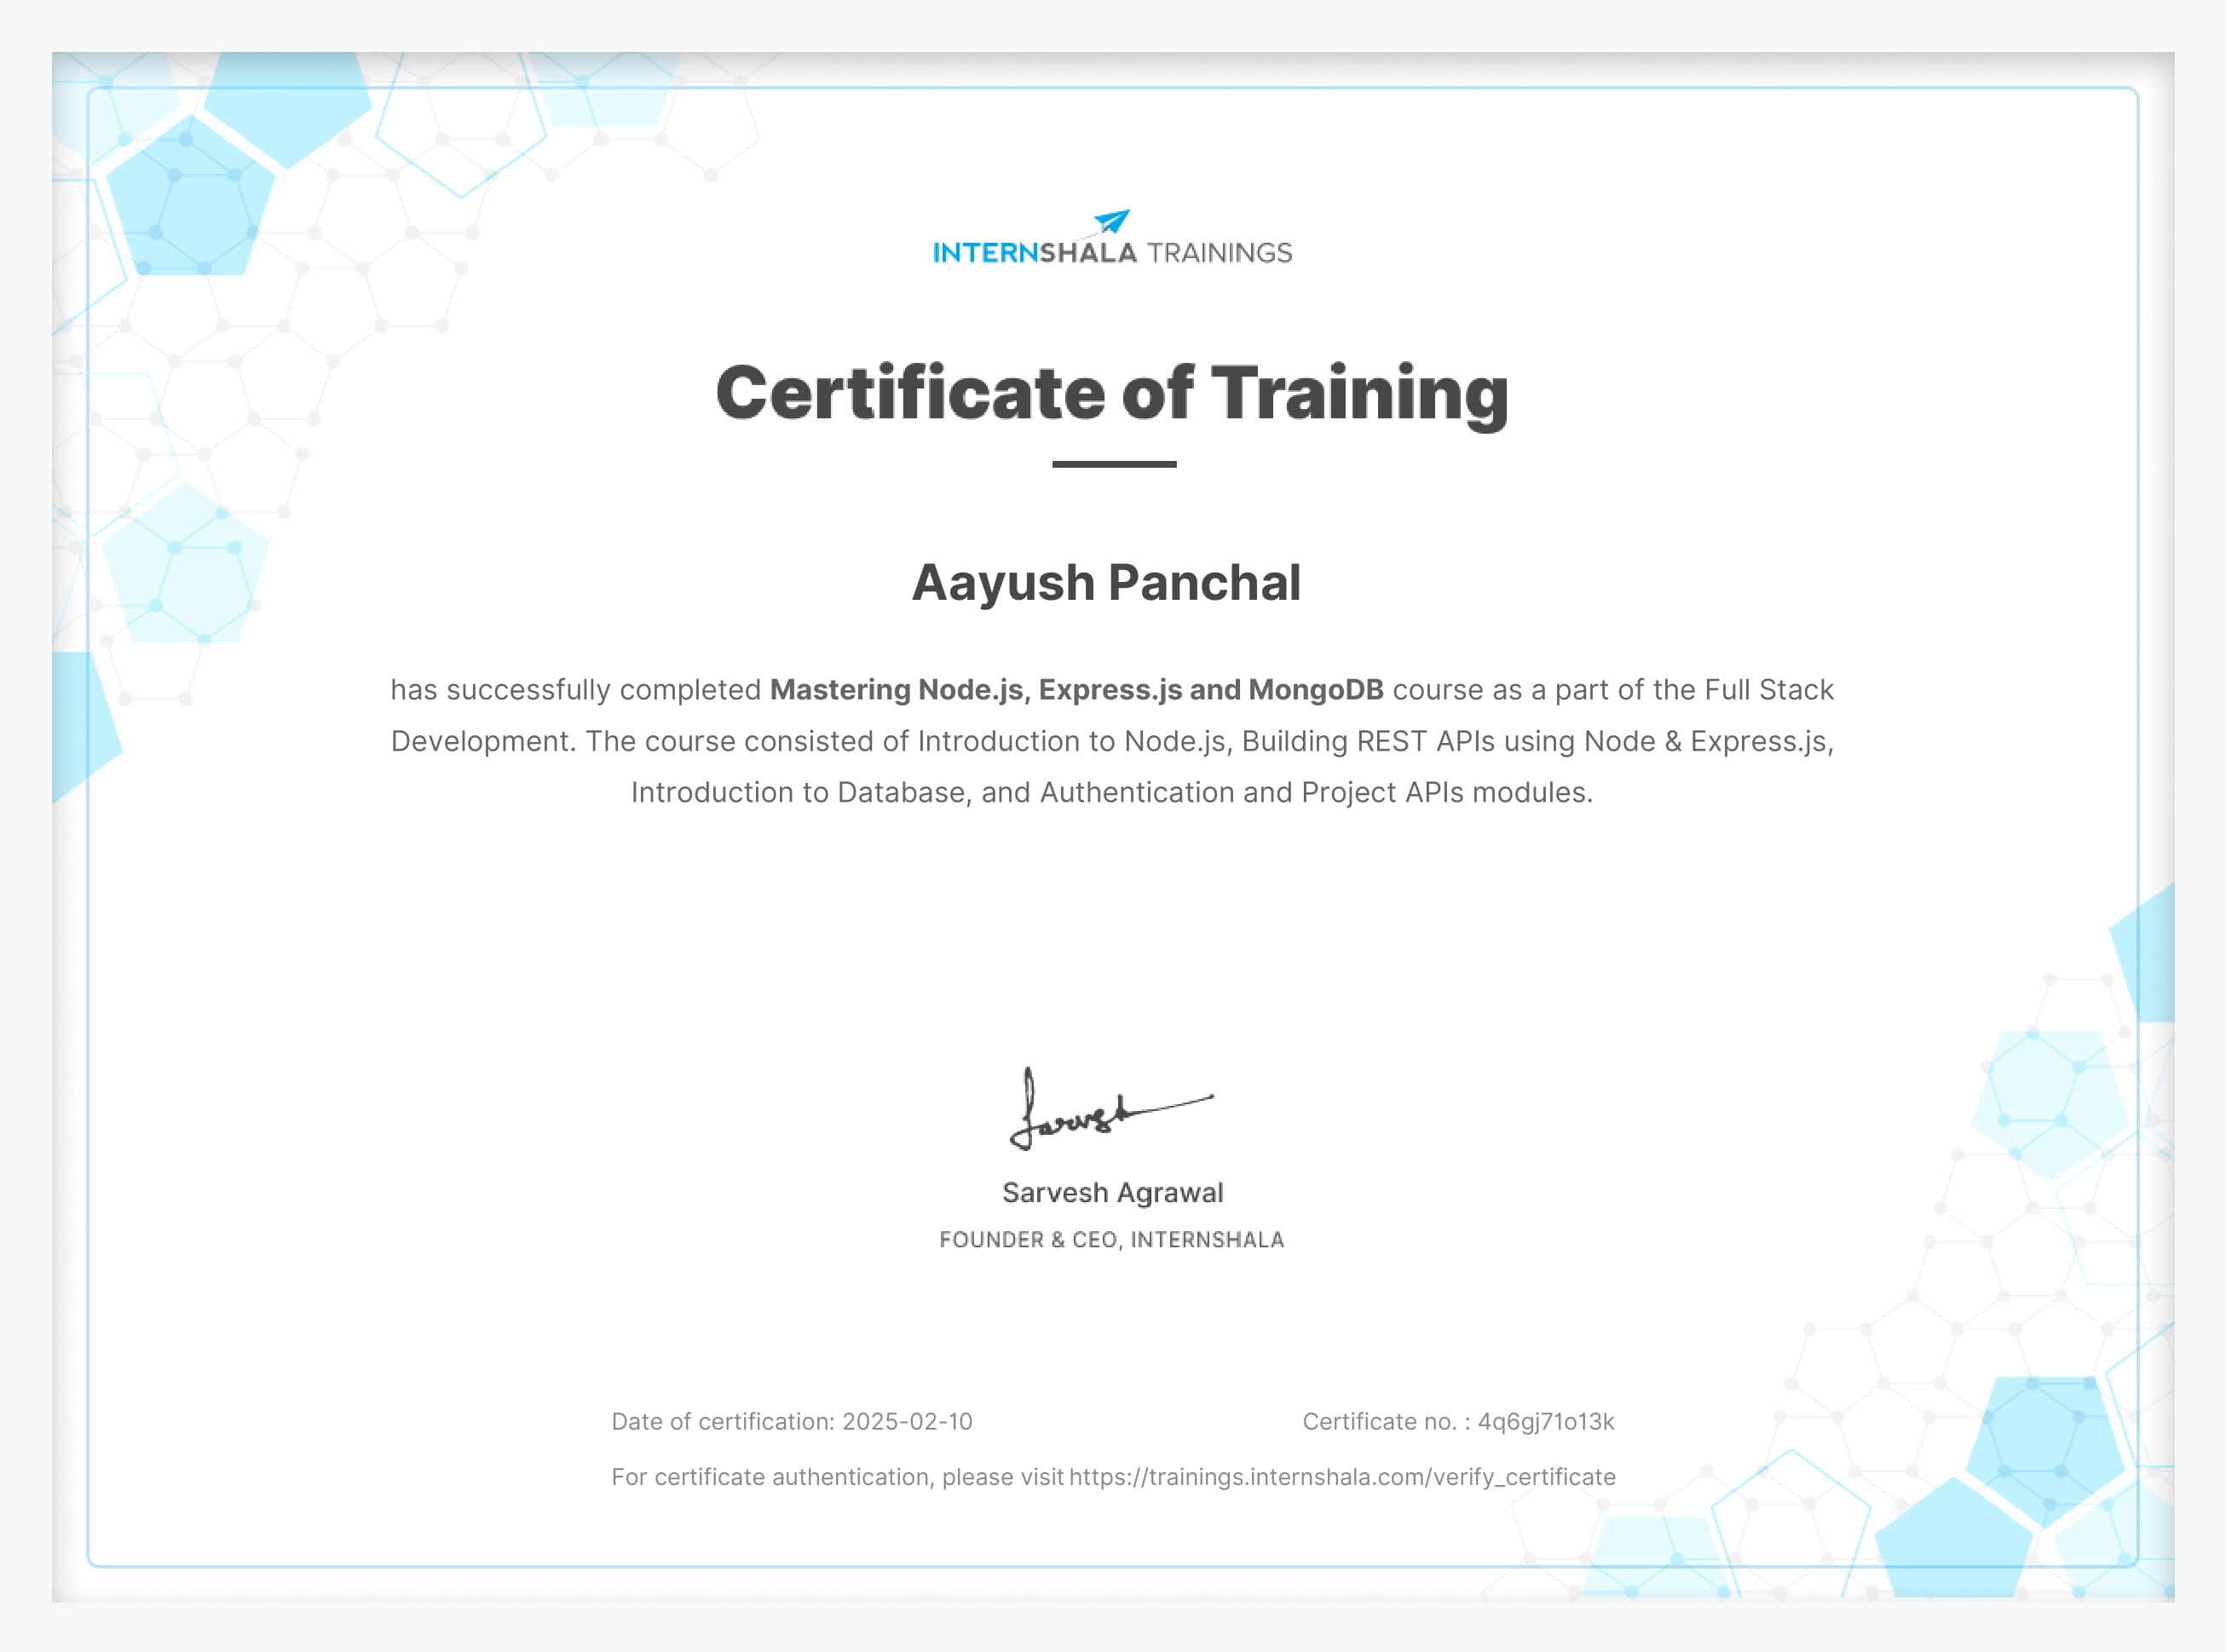 INTERNSHALA TRAININGS
Certificate of Training
Aayush Panchal
has successfully completed Mastering Node.js, Express.js and MongoDB course as a part of the Full Stack
Development. The course consisted of Introduction to Node.js, Building REST APIs using Node & Express.js,
Introduction to Database, and Authentication and Project APIs modules.
Sarvesh
Sarvesh Agrawal
FOUNDER & CEO, INTERNSHALA
Date of certification: 2025-02-10 Certificate no. : 4q6gj71o13k
For certificate authentication, please visit https://trainings.internshala.com/verify_certificate